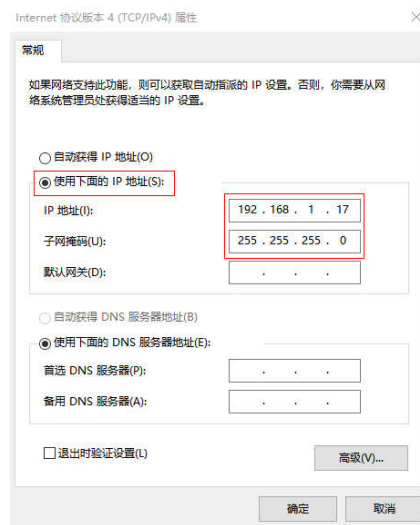 Internet 协议版本 4 (TCP/IPv4) 属性
常规
如果网络支持此功能，则可以获取自动指派的 IP 设置。否则，你需要从网
络系统管理员处获得适当的 IP 设置。
自动获得 IP 地址(O)
使用下面的 IP 地址(S):
IP 地址(I): 192 . 168 . 1 . 17
子网掩码(U): 255 . 255 . 255 . 0
默认网关(D): . . .
自动获得 DNS 服务器地址(B)
使用下面的 DNS 服务器地址(E):
首选 DNS 服务器(P): . . .
备用 DNS 服务器(A): . . .
退出时验证设置(L)
高级(V)...
确定 取消